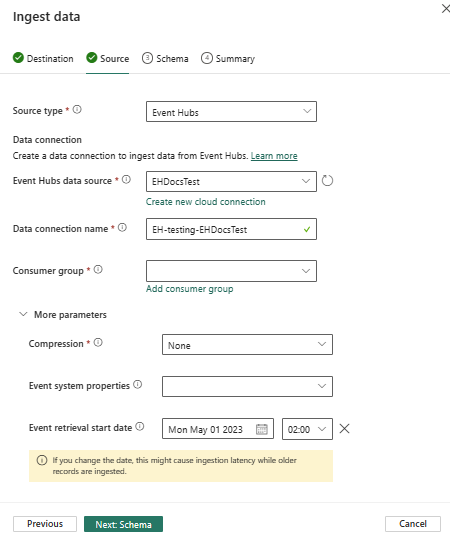 Ingest data
Destination
Source
3 Schema
4 Summary
Source type *
Event Hubs
Data connection
Create a data connection to ingest data from Event Hubs. Learn more
Event Hubs data source *
EHDocsTest
Create new cloud connection
Data connection name *
EH-testing-EHDocsTest
Consumer group *
Add consumer group
More parameters
Compression *
None
Event system properties
Event retrieval start date
Mon May 01 2023
02:00
If you change the date, this might cause ingestion latency while older
records are ingested.
Previous
Next: Schema
Cancel